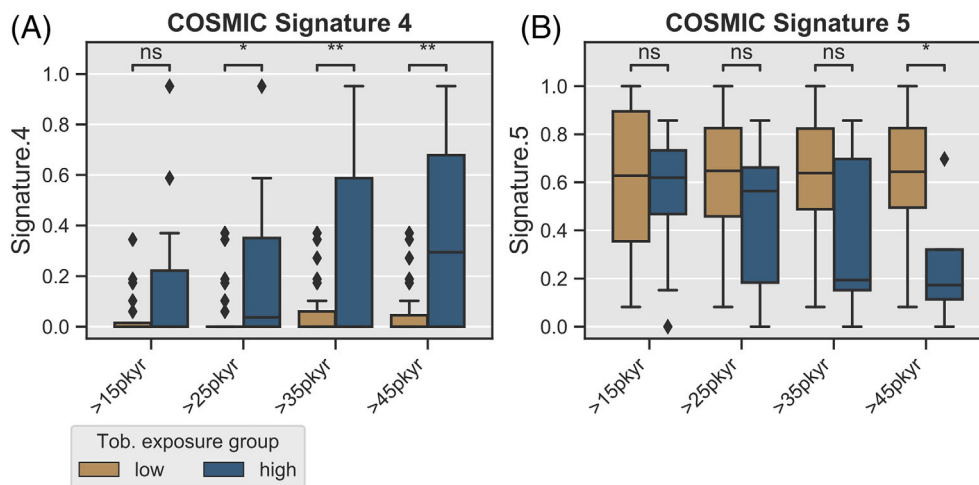 (A)
COSMIC Signature 4
ns
*
**
**
Signature.4
1.0
0.8
0.6
0.4
0.2
0.0
>15pkyr
>25pkyr
>35pkyr
>45pkyr
Tob. exposure group
low
high
(B)
COSMIC Signature 5
ns
ns
ns
*
Signature.5
1.0
0.8
0.6
0.4
0.2
0.0
>15pkyr
>25pkyr
>35pkyr
>45pkyr